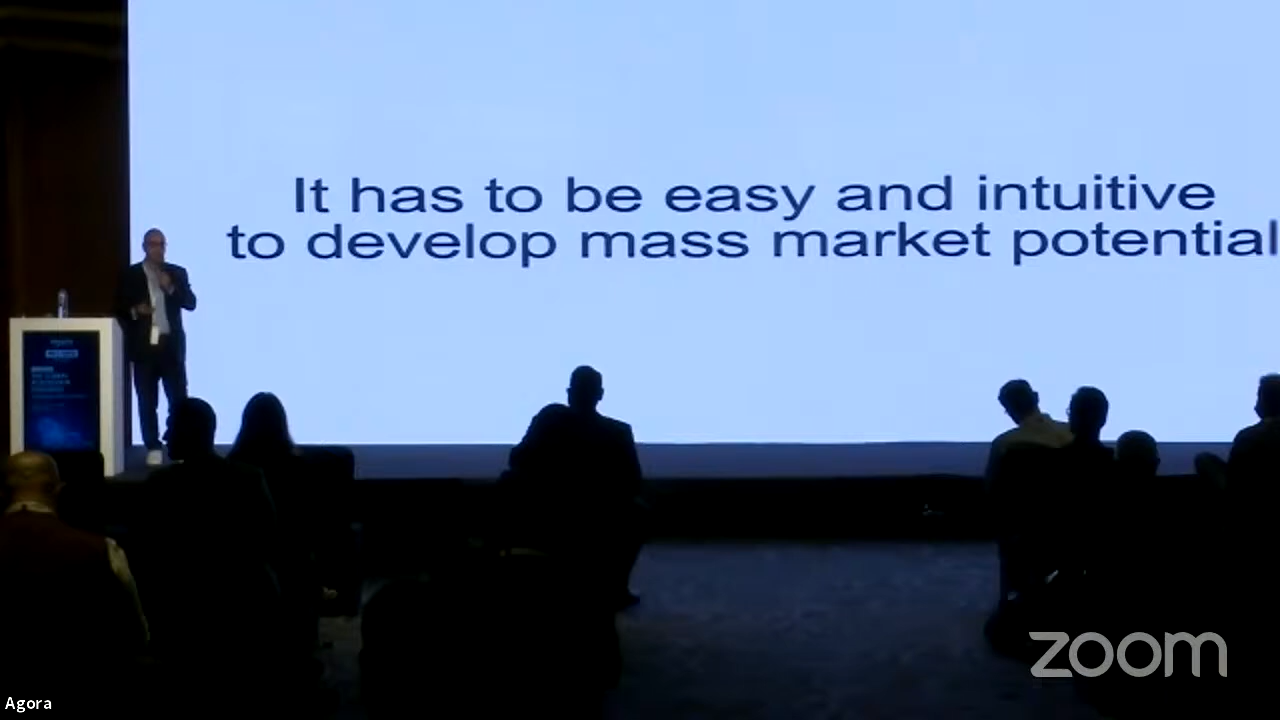 It has to be easy and intuitive
to develop mass market potential
zoom
Agora